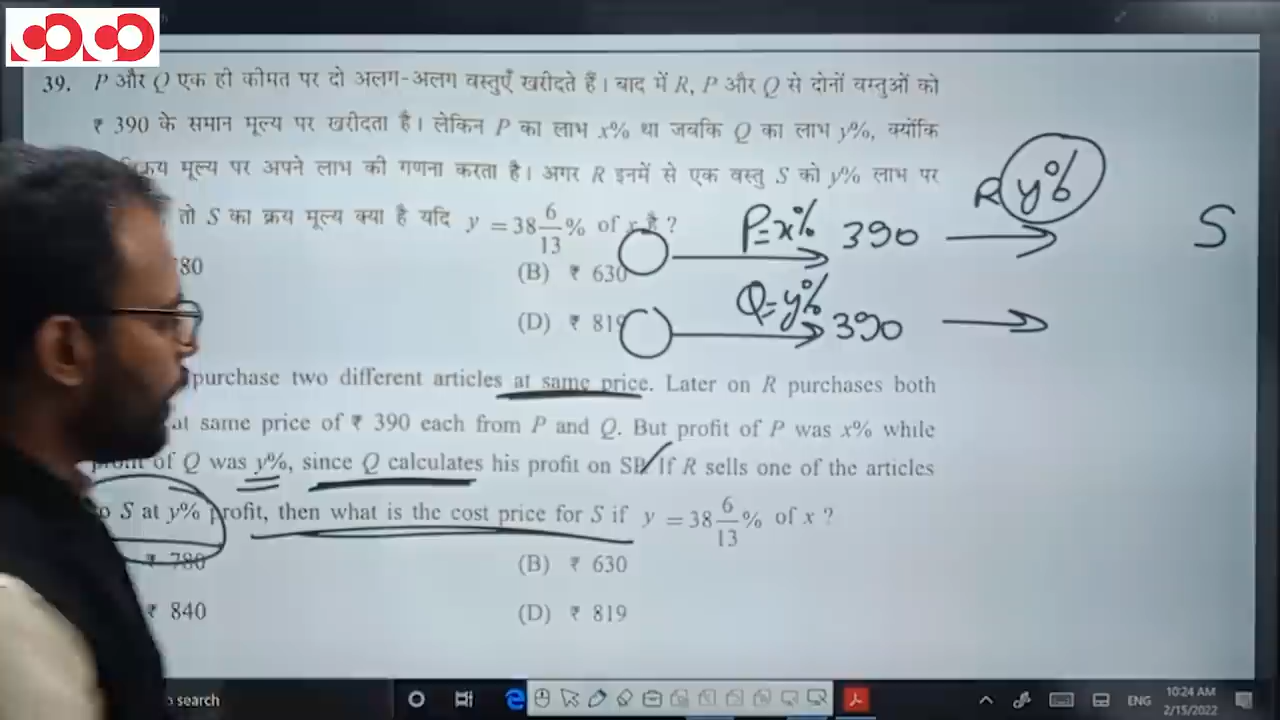 39. P और Q एक ही कीमत पर दो अलग-अलग वस्तुएँ खरीदते हैं। बाद में R, P और Q से दोनों वस्तुओं को
₹ 390 के समान मूल्य पर खरीदता है। लेकिन P का लाभ x% था जबकि Q का लाभ y%, क्योंकि
मूल्य पर अपने लाभ की गणना करता है। अगर R इनमें से एक वस्तु S को y% लाभ पर
R y%
तो S का क्रय मूल्य क्या है यदि y = 38 6/13 % of x है ?
P=x% 390
S
80
(B) ₹ 630
Q=y% 390
(D) ₹ 819
purchase two different articles at same price. Later on R purchases both
at same price of ₹ 390 each from P and Q. But profit of P was x% while
of Q was y%, since Q calculates his profit on SP. If R sells one of the articles
S at y% profit, then what is the cost price for S if y = 38 6/13 % of x ?
₹ 780
(B) ₹ 630
₹ 840
(D) ₹ 819
search
ENG
10:24 AM
2/15/2022